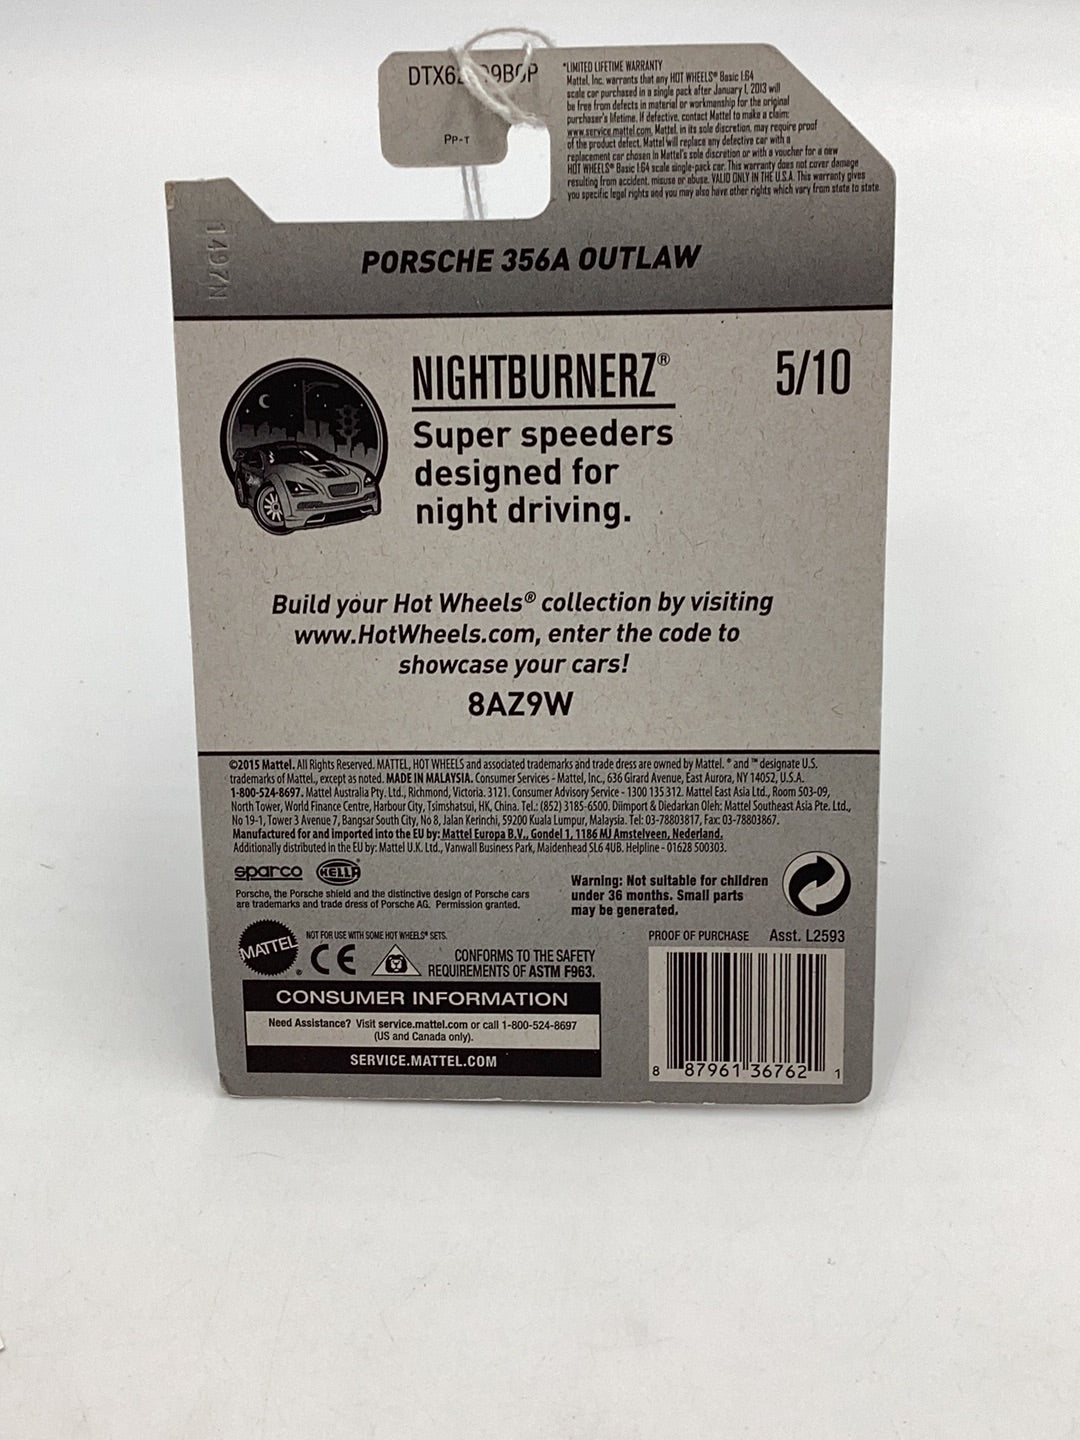 PP-T
*LIMITED LIFETIME WARRANTY
Mattel, Inc. warrants that any HOT WHEELS® Basic 1:64
scale car purchased in a single pack after January 1, 2013 will
be free from defects in material or workmanship for the original
purchaser's lifetime. If defective, contact Mattel to make a claim:
www.service.mattel.com. Mattel, in its sole discretion, may require proof
of the product defect. Mattel will replace any defective car with a
replacement car chosen in Mattel's sole discretion or with a voucher for a new
HOT WHEELS® Basic 1:64 scale single-pack car. This warranty does not cover damage
resulting from accident, misuse or abuse. VALID ONLY IN THE U.S.A. This warranty gives
you specific legal rights and you may also have other rights which vary from state to state.
1497N
PORSCHE 356A OUTLAW
NIGHTBURNERZ®
5/10
Super speeders
designed for
night driving.
Build your Hot Wheels® collection by visiting
www.HotWheels.com, enter the code to
showcase your cars!
8AZ9W
©2015 Mattel. All Rights Reserved. MATTEL, HOT WHEELS and associated trademarks and trade dress are owned by Mattel. ® and ™ designate U.S.
trademarks of Mattel., except as noted. MADE IN MALAYSIA. Consumer Services - Mattel, Inc., 636 Girard Avenue, East Aurora, NY 14052, U.S.A.
1-800-524-8697. Mattel Australia Pty. Ltd., Richmond, Victoria. 3121. Consumer Advisory Service - 1300 135 312. Mattel East Asia Ltd., Room 503-09,
North Tower, World Finance Centre, Harbour City, Tsimshatsui, HK, China. Tel.: (852) 3185-6500. Diimport & Diedarkan Oleh: Mattel Southeast Asia Pte. Ltd.,
No 19-1, Tower 3 Avenue 7, Bangsar South City, No 8, Jalan Kerinchi, 59200 Kuala Lumpur, Malaysia. Tel: 03-78803817, Fax: 03-78803867.
Manufactured for and imported into the EU by: Mattel Europa B.V., Gondel 1, 1186 MJ Amstelveen, Nederland.
Additionally distributed in the EU by: Mattel U.K. Ltd., Vanwall Business Park, Maidenhead SL6 4UB. Helpline - 01628 500303.
sparco HELLA
Porsche, the Porsche shield and the distinctive design of Porsche cars
are trademarks and trade dress of Porsche AG. Permission granted.
Warning: Not suitable for children
under 36 months. Small parts
may be generated.
MATTEL®
NOT FOR USE WITH SOME HOT WHEELS® SETS.
CE
CONFORMS TO THE SAFETY
REQUIREMENTS OF ASTM F963.
PROOF OF PURCHASE Asst. L2593
CONSUMER INFORMATION
Need Assistance? Visit service.mattel.com or call 1-800-524-8697
(US and Canada only).
SERVICE.MATTEL.COM
8 87961 36762 1